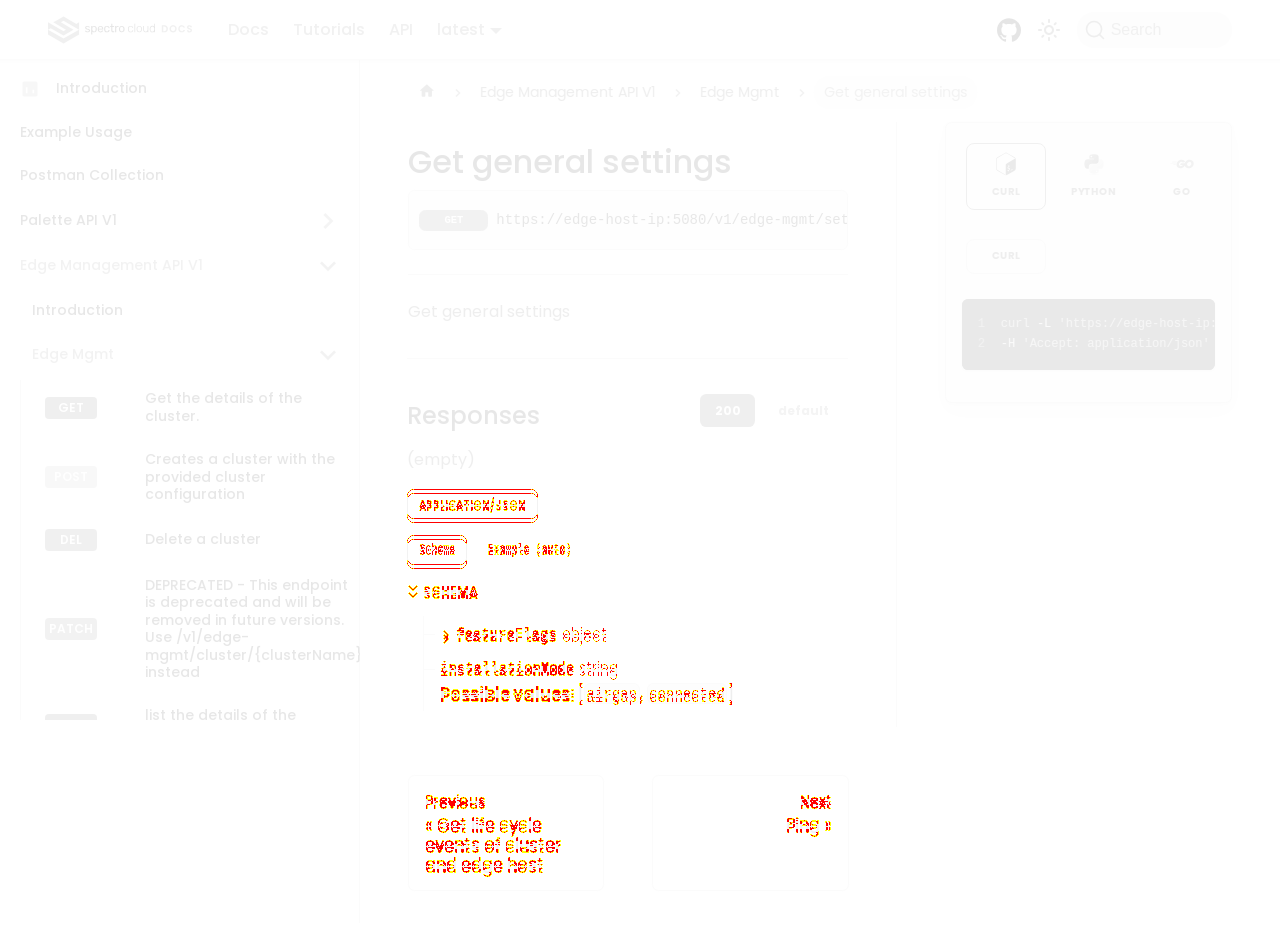 spectro cloud DOCS Docs Tutorials API latest Search
Introduction
Example Usage
Postman Collection
Palette API V1
Edge Management API V1
Introduction
Edge Mgmt
GET Get the details of the
cluster.
POST Creates a cluster with the
provided cluster
configuration
DEL Delete a cluster
PATCH DEPRECATED - This endpoint
is deprecated and will be
removed in future versions.
Use /v1/edge-
mgmt/cluster/{clusterName}
instead
list the details of the
Edge Management API V1 Edge Mgmt Get general settings
Get general settings
GET https://edge-host-ip:5080/v1/edge-mgmt/set
Get general settings
Responses 200 default
(empty)
APPLICATION/JSON
Schema Example (auto)
SCHEMA
featureFlags object
installationMode string
Possible values: [airgap, connected]
Previous
« Get life cycle
events of cluster
and edge host
Next
Ping »
CURL PYTHON GO
CURL
1 curl -L 'https://edge-host-ip:
2 -H 'Accept: application/json'